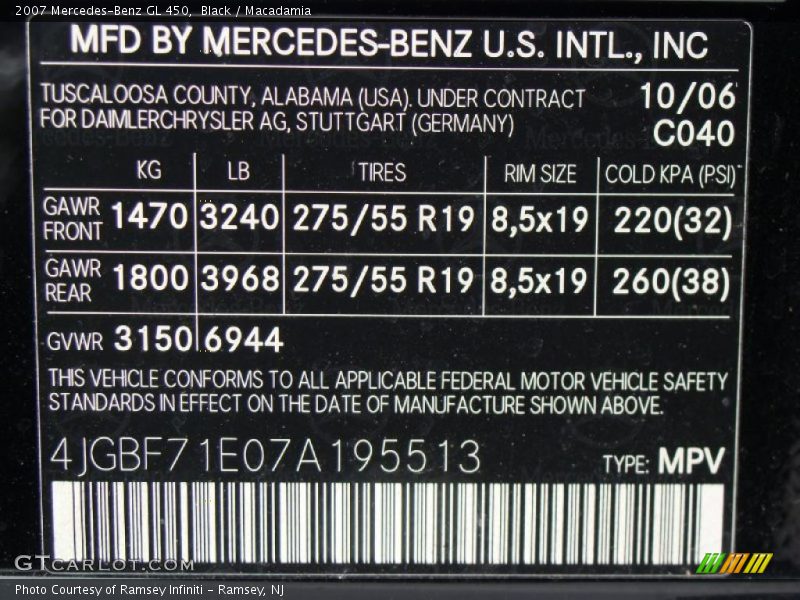 2007 Mercedes-Benz GL 450, Black / Macadamia
MFD BY MERCEDES-BENZ U.S. INTL., INC
TUSCALOOSA COUNTY, ALABAMA (USA). UNDER CONTRACT 10/06
FOR DAIMLERCHRYSLER AG, STUTTGART (GERMANY) C040
KG LB TIRES RIM SIZE COLD KPA (PSI)
GAWR FRONT 1470 3240 275/55 R19 8,5x19 220(32)
GAWR REAR 1800 3968 275/55 R19 8,5x19 260(38)
GVWR 3150 6944
THIS VEHICLE CONFORMS TO ALL APPLICABLE FEDERAL MOTOR VEHICLE SAFETY
STANDARDS IN EFFECT ON THE DATE OF MANUFACTURE SHOWN ABOVE.
4JGBF71E07A195513 TYPE: MPV
GTCARLOT.COM
Photo Courtesy of Ramsey Infiniti - Ramsey, NJ